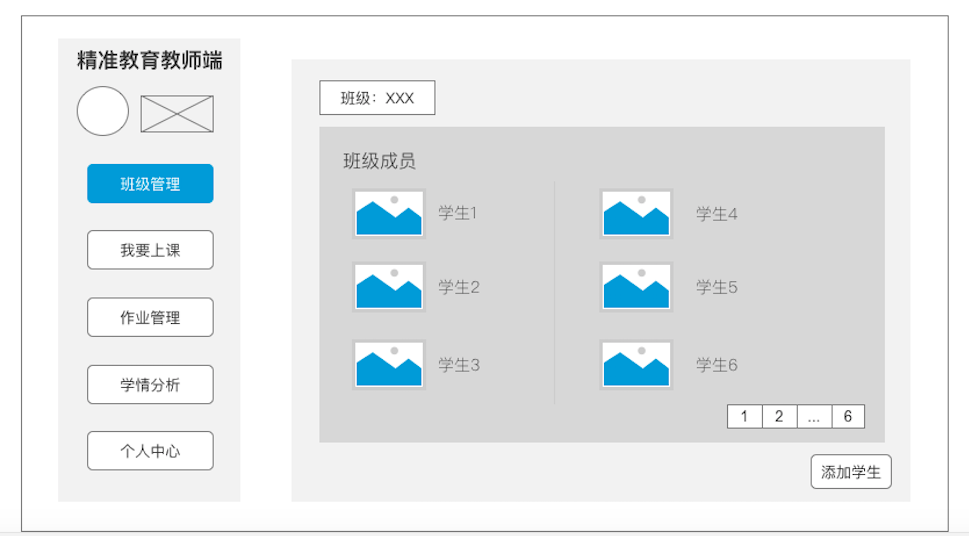 精准教育教师端
班级管理
我要上课
作业管理
学情分析
个人中心
班级：XXX
班级成员
学生1
学生4
学生2
学生5
学生3
学生6
1 2 ... 6
添加学生